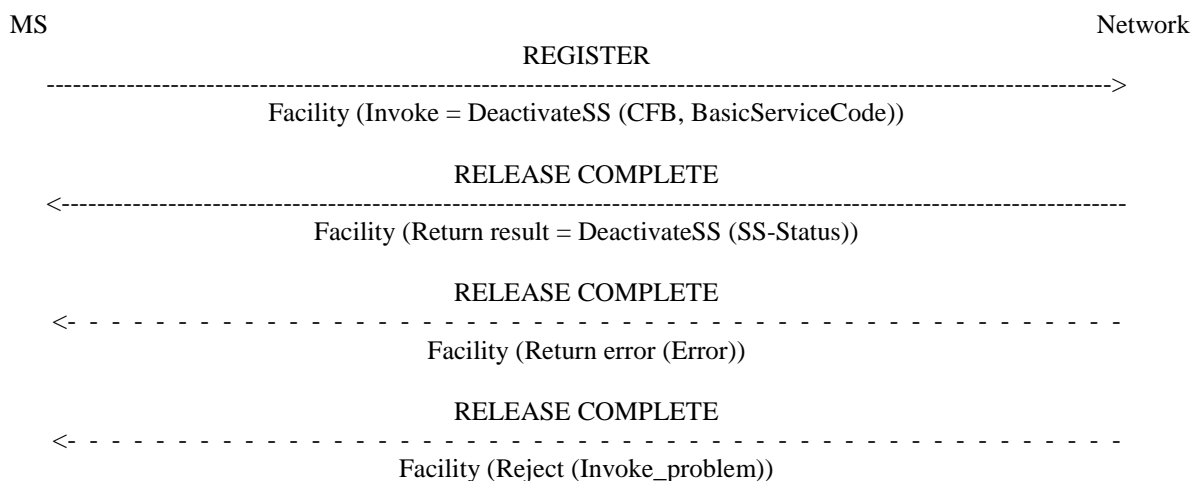 MS Network
REGISTER
Facility (Invoke = DeactivateSS (CFB, BasicServiceCode))
RELEASE COMPLETE
Facility (Return result = DeactivateSS (SS-Status))
RELEASE COMPLETE
Facility (Return error (Error))
RELEASE COMPLETE
Facility (Reject (Invoke_problem))